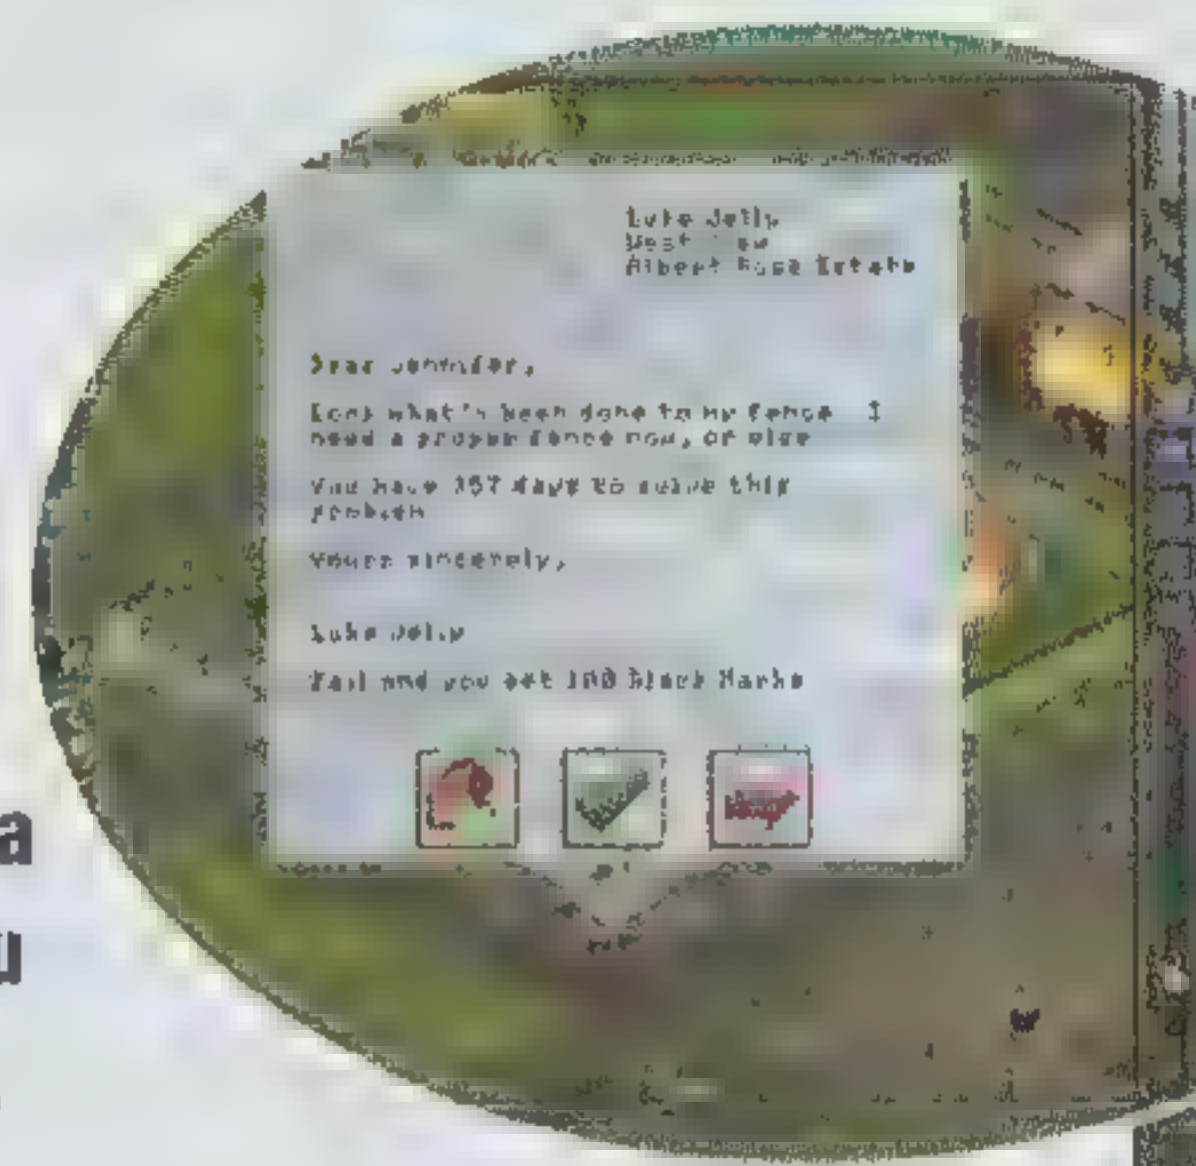 Luke Jelly
West
Albert Rose Estate
Dear Jennifer,
Look what's been done to my fence I
need a proper fence now, or else
You have 357 days to solve this
problem
Yours sincerely,
Luke Jelly
Fail and you get 100 Black Marks
a
u